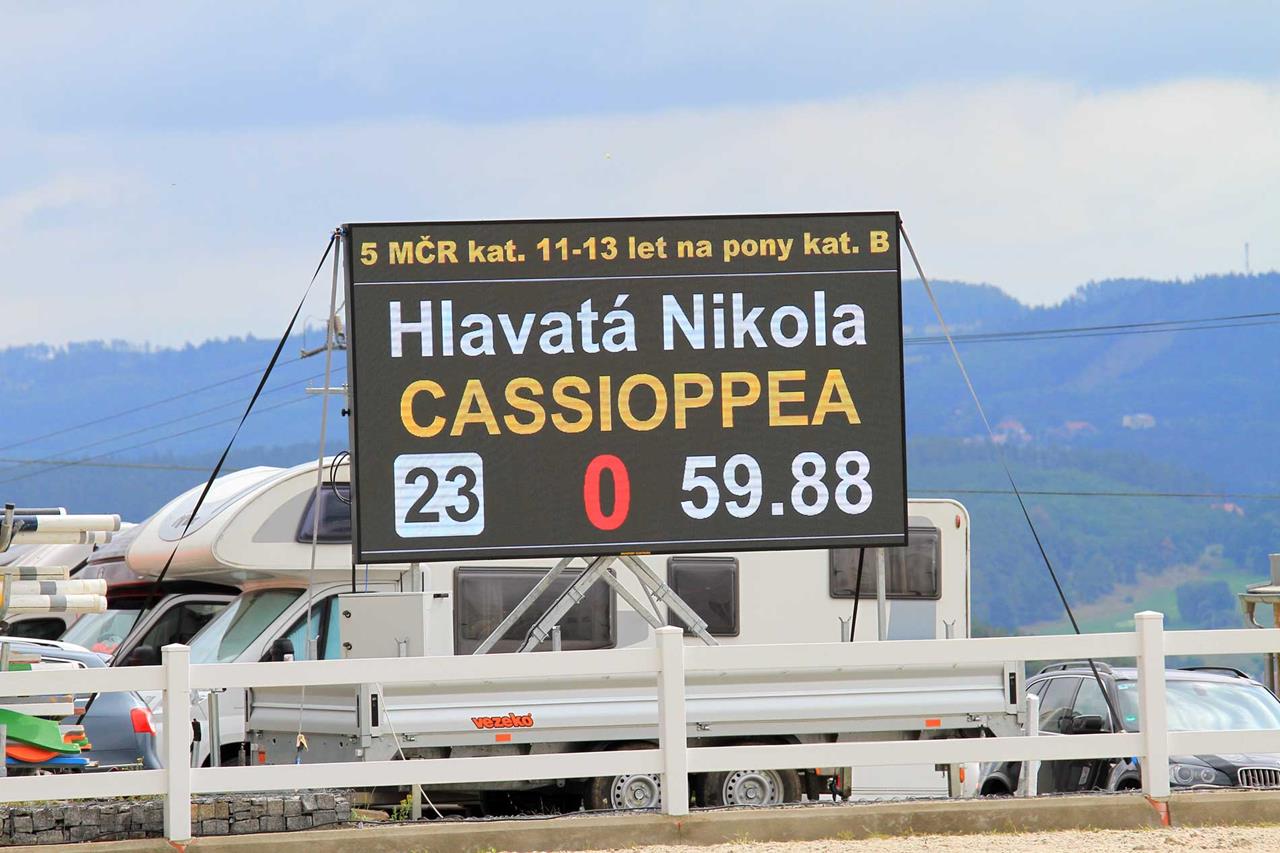 5 MČR kat. 11-13 let na pony kat. B
Hlavatá Nikola
CASSIOPPEA
23 0 59.88
vezeko